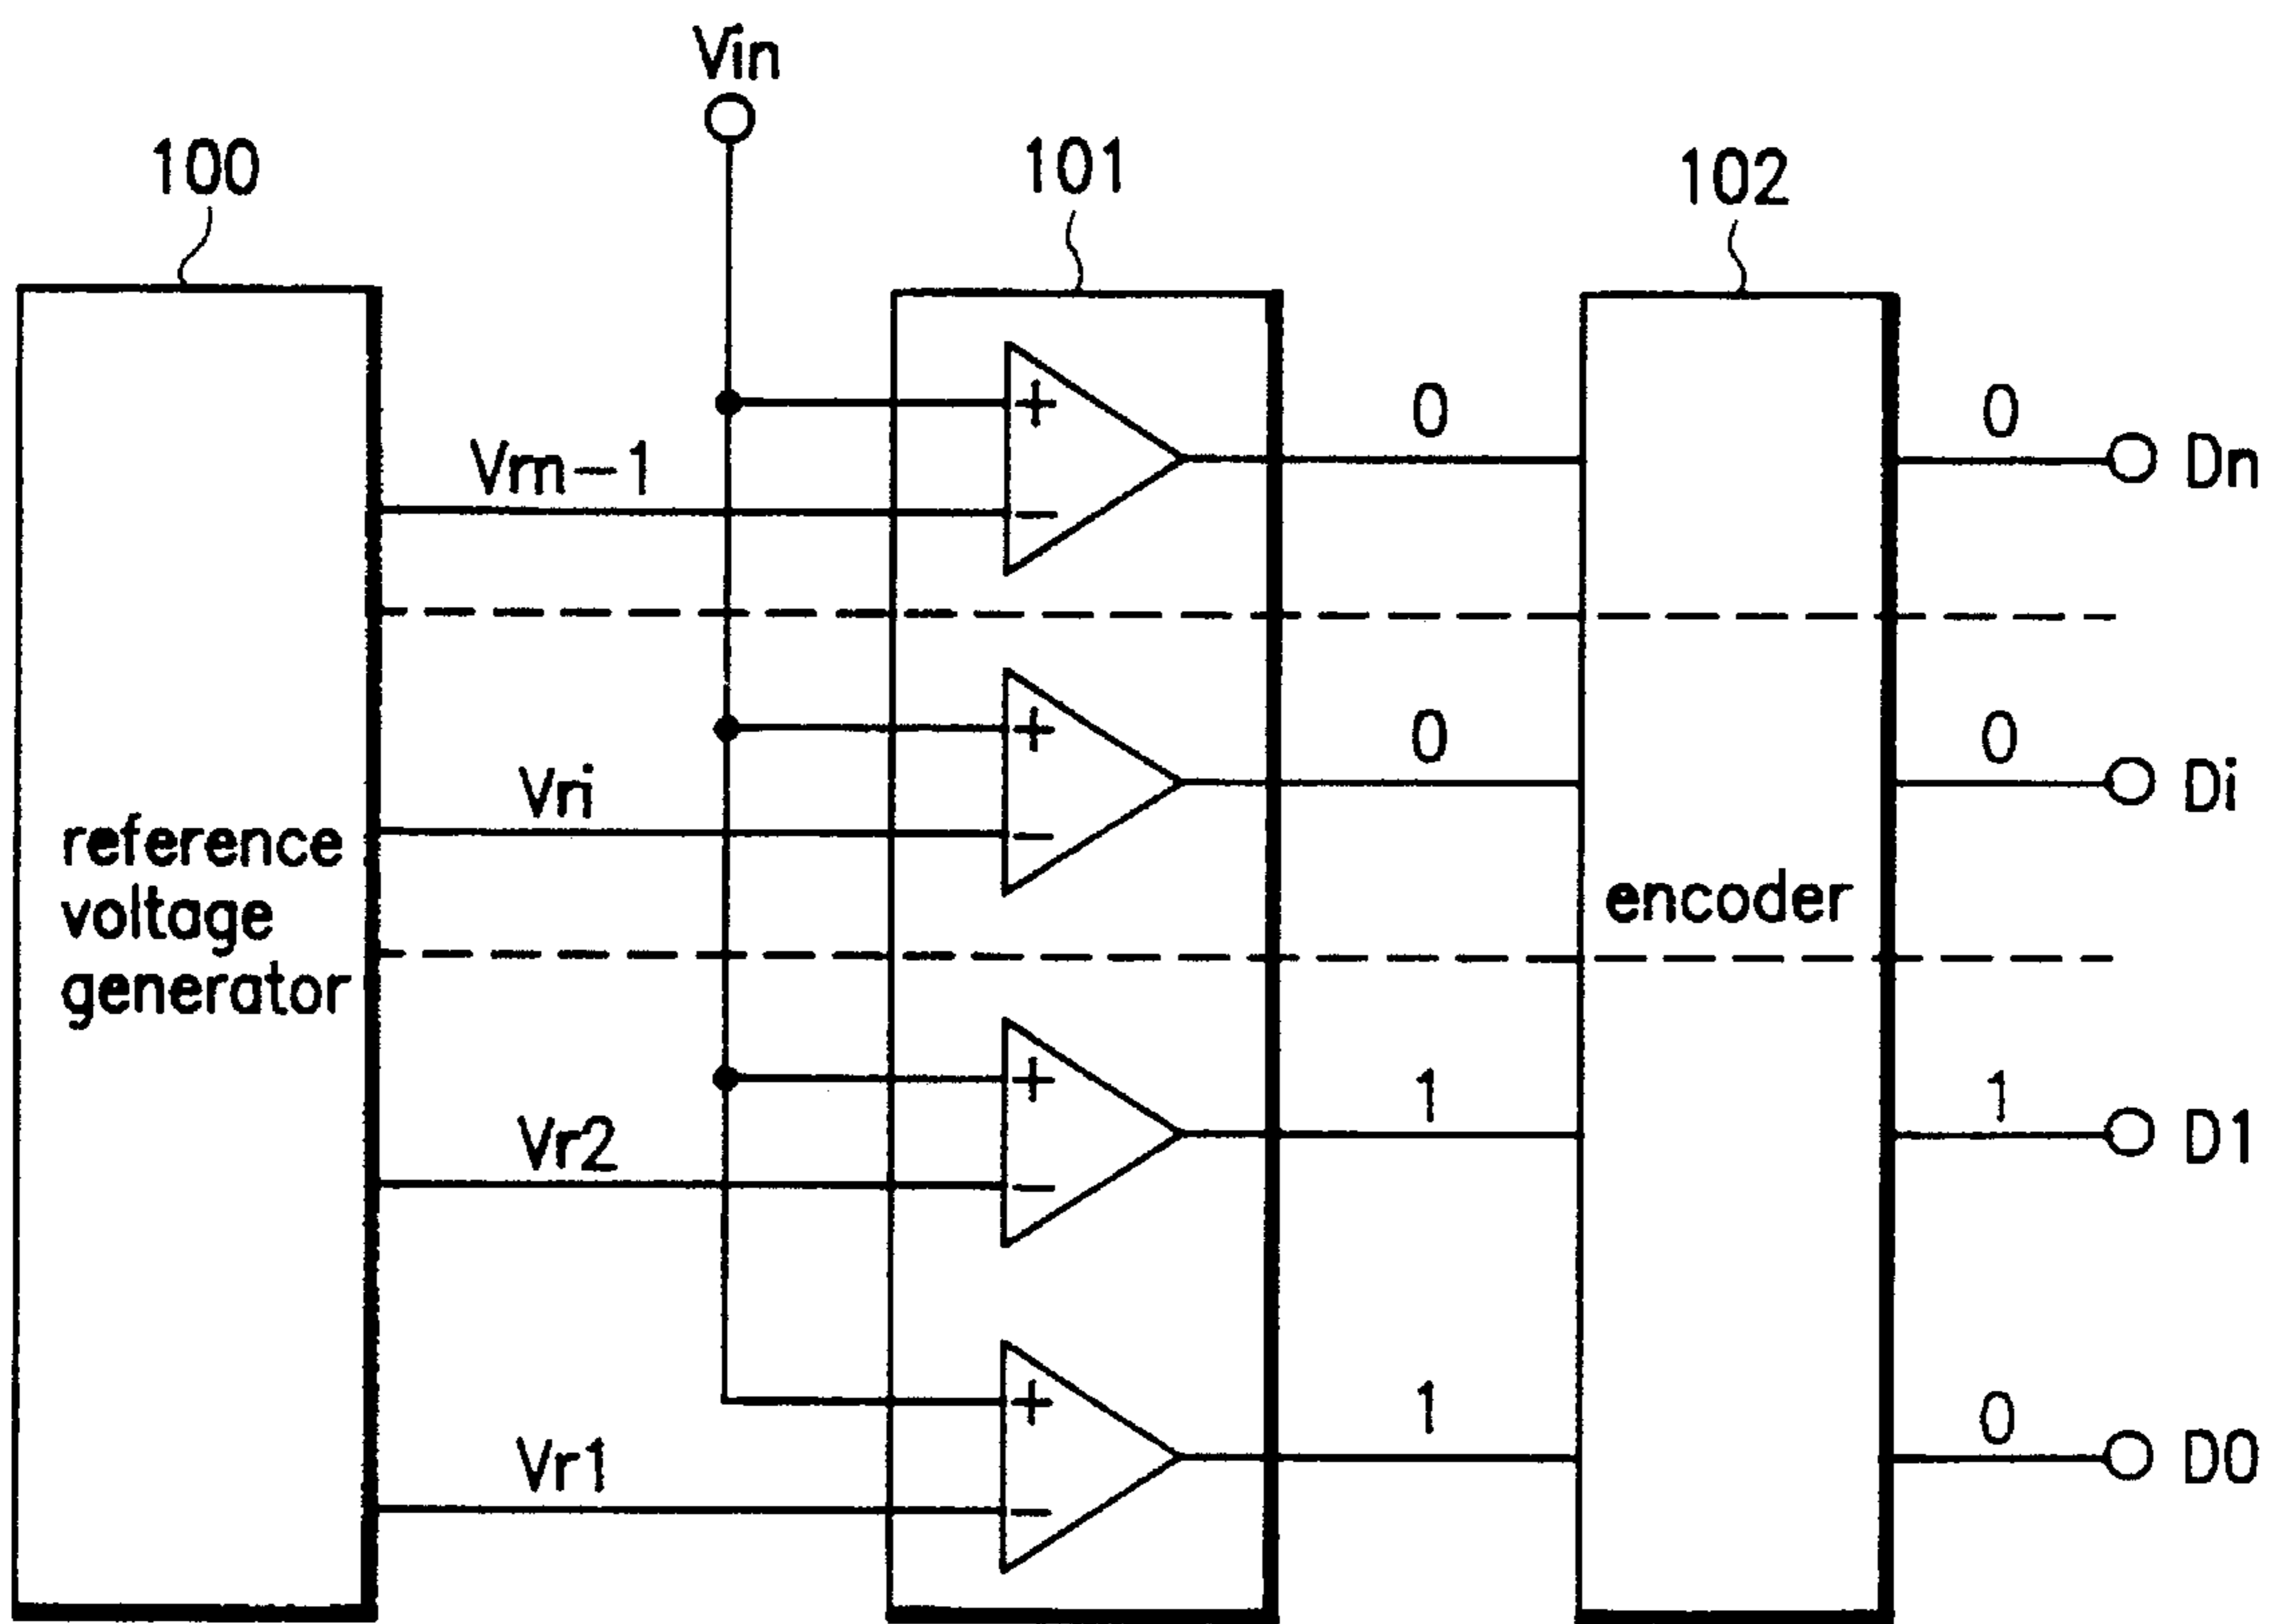 Vin
100
101
102
+
0
0
Dn
Vrn-1
−
+
0
0
Di
Vri
−
reference
voltage
generator
encoder
+
1
1
D1
Vr2
−
+
1
0
D0
Vr1
−